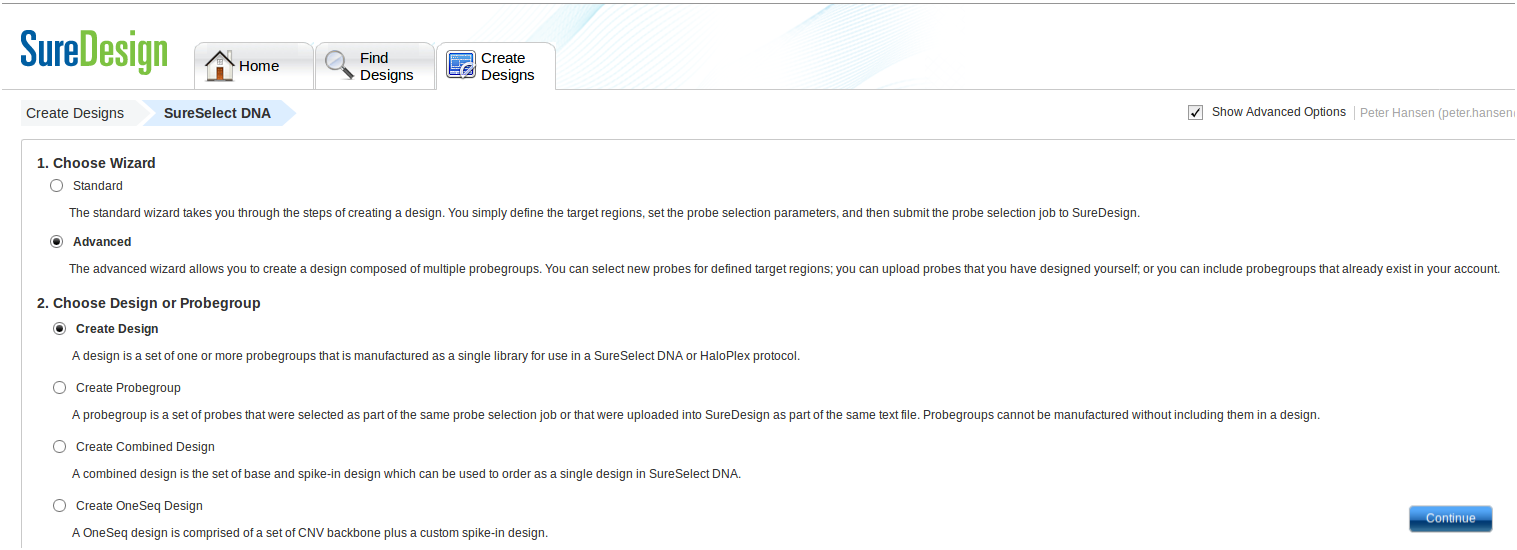 SureDesign
Home
Find
Designs
Create
Designs
Create Designs
SureSelect DNA
Show Advanced Options
Peter Hansen (peter.hansen
1. Choose Wizard
Standard
The standard wizard takes you through the steps of creating a design. You simply define the target regions, set the probe selection parameters, and then submit the probe selection job to SureDesign.
Advanced
The advanced wizard allows you to create a design composed of multiple probegroups. You can select new probes for defined target regions; you can upload probes that you have designed yourself; or you can include probegroups that already exist in your account.
2. Choose Design or Probegroup
Create Design
A design is a set of one or more probegroups that is manufactured as a single library for use in a SureSelect DNA or HaloPlex protocol.
Create Probegroup
A probegroup is a set of probes that were selected as part of the same probe selection job or that were uploaded into SureDesign as part of the same text file. Probegroups cannot be manufactured without including them in a design.
Create Combined Design
A combined design is the set of base and spike-in design which can be used to order as a single design in SureSelect DNA.
Create OneSeq Design
A OneSeq design is comprised of a set of CNV backbone plus a custom spike-in design.
Continue